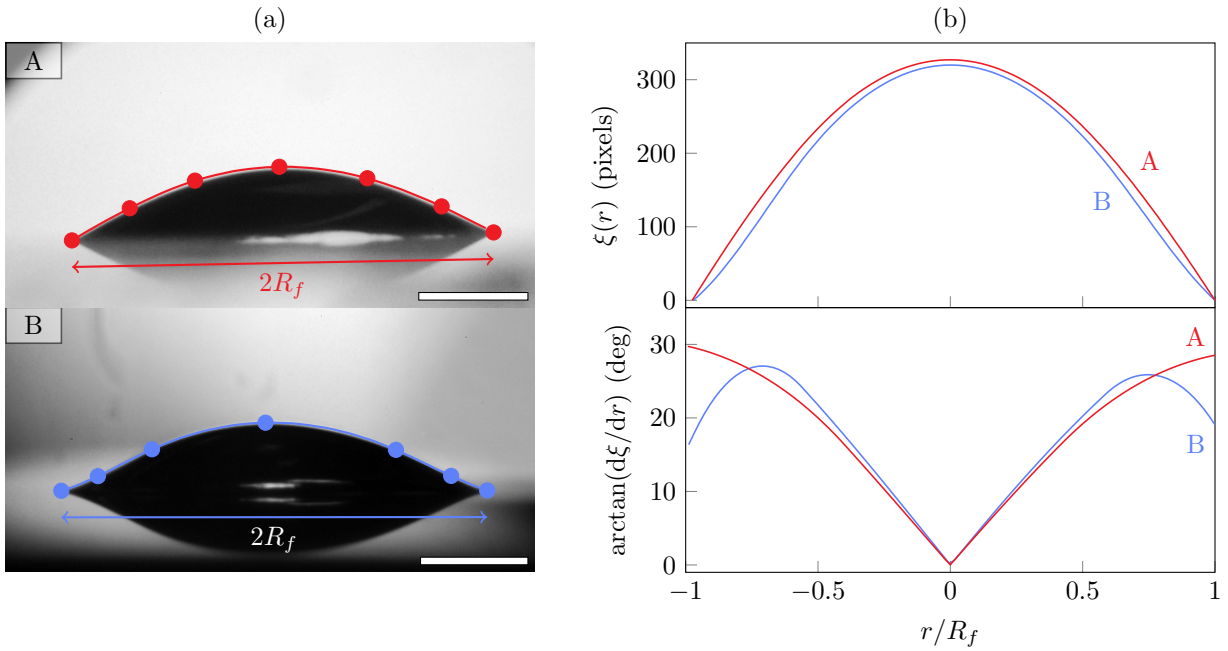 (a)
A
2R_f
B
2R_f
(b)
ξ(r) (pixels)
300
200
100
0
A
B
arctan(dξ/dr) (deg)
30
20
10
0
A
B
−1
−0.5
0
0.5
1
r/R_f